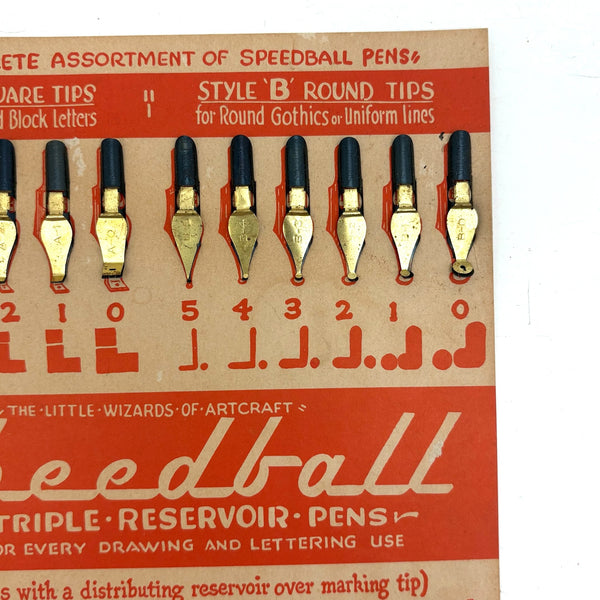 ETE ASSORTMENT OF SPEEDBALL PENS
UARE TIPS
d Block Letters
STYLE 'B' ROUND TIPS
for Round Gothics or Uniform lines
2 1 0 5 4 3 2 1 0
THE·LITTLE·WIZARDS·OF·ARTCRAFT
peedball
TRIPLE·RESERVOIR·PENS
OR EVERY DRAWING AND LETTERING USE
s with a distributing reservoir over marking tip)